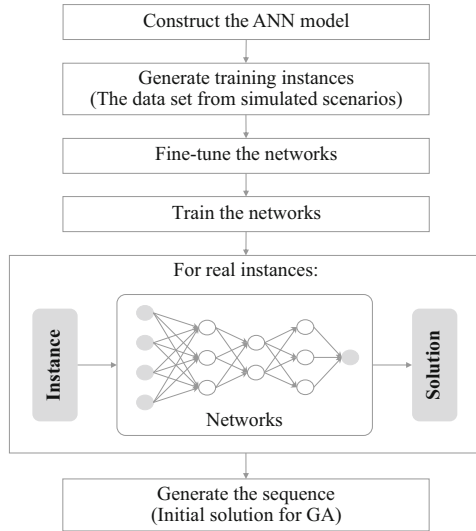 Construct the ANN model
Generate training instances
(The data set from simulated scenarios)
Fine-tune the networks
Train the networks
For real instances:
Instance
Networks
Solution
Generate the sequence
(Initial solution for GA)